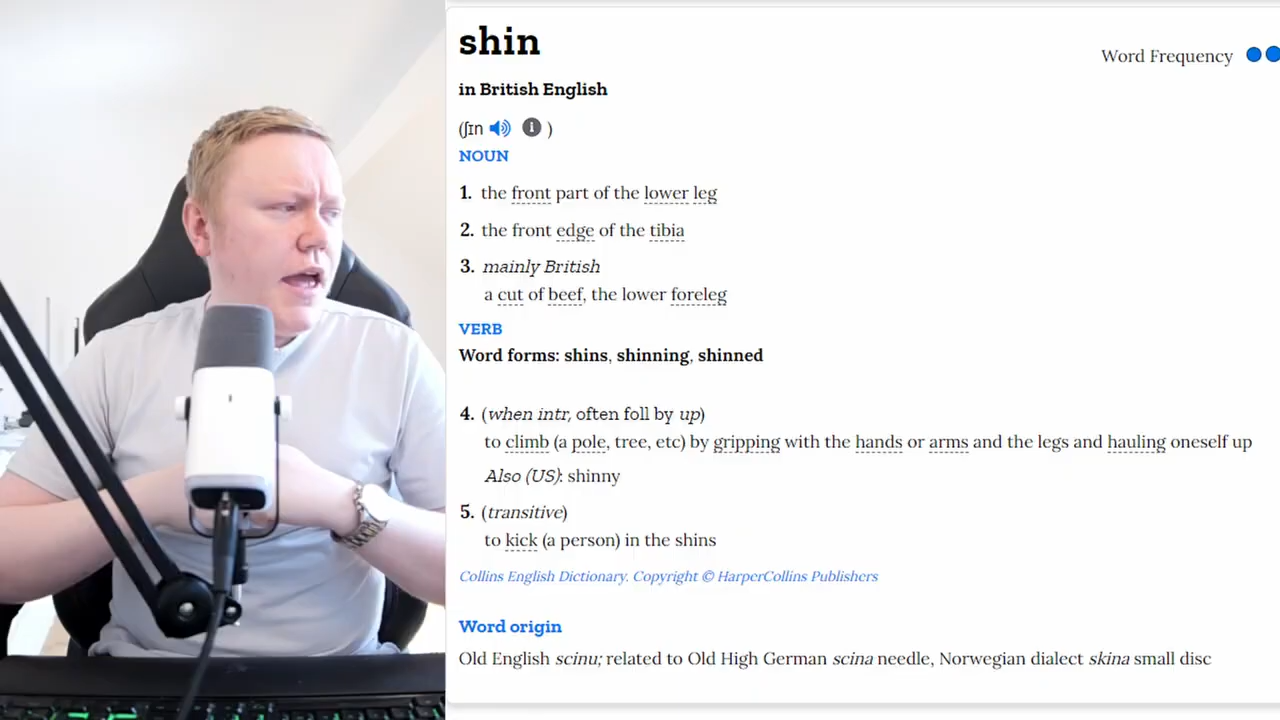 shin
Word Frequency
in British English
(ʃɪn )
NOUN
1. the front part of the lower leg
2. the front edge of the tibia
3. mainly British
a cut of beef, the lower foreleg
VERB
Word forms: shins, shinning, shinned
4. (when intr, often foll by up)
to climb (a pole, tree, etc) by gripping with the hands or arms and the legs and hauling oneself up
Also (US): shinny
5. (transitive)
to kick (a person) in the shins
Collins English Dictionary. Copyright © HarperCollins Publishers
Word origin
Old English scinu; related to Old High German scina needle, Norwegian dialect skina small disc